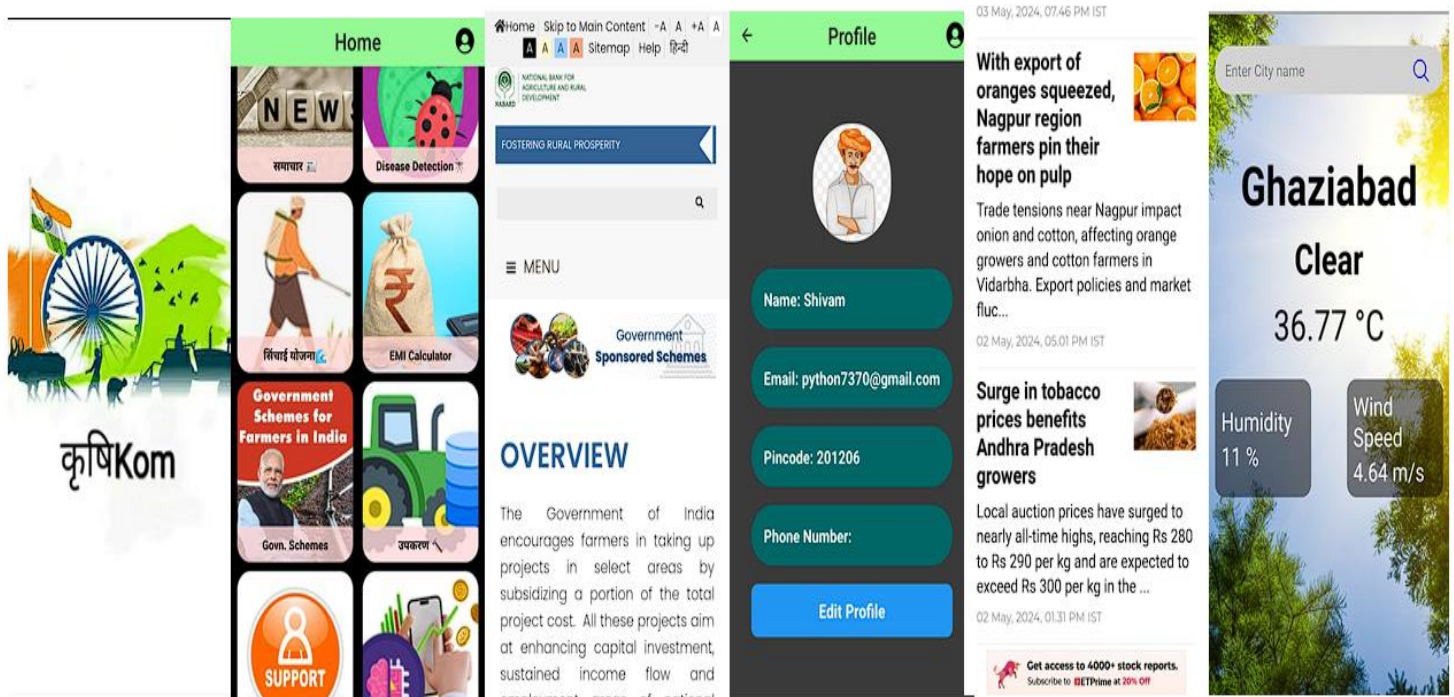 कृषिKom
Home
NEWS
समाचार
Disease Detection
सिंचाई योजना
EMI Calculator
Government
Schemes for
Farmers in India
Govn. Schemes
उपकरण
SUPPORT
Home Skip to Main Content -A A +A A
A A A A Sitemap Help हिन्दी
NATIONAL BANK FOR
AGRICULTURE AND RURAL
DEVELOPMENT
NABARD
FOSTERING RURAL PROSPERITY
MENU
Government
Sponsored Schemes
OVERVIEW
The Government of India
encourages farmers in taking up
projects in select areas by
subsidizing a portion of the total
project cost. All these projects aim
at enhancing capital investment,
sustained income flow and
Profile
Name: Shivam
Email: python7370@gmail.com
Pincode: 201206
Phone Number:
Edit Profile
03 May, 2024, 07.46 PM IST
With export of
oranges squeezed,
Nagpur region
farmers pin their
hope on pulp
Trade tensions near Nagpur impact
onion and cotton, affecting orange
growers and cotton farmers in
Vidarbha. Export policies and market
fluc...
02 May, 2024, 05.01 PM IST
Surge in tobacco
prices benefits
Andhra Pradesh
growers
Local auction prices have surged to
nearly all-time highs, reaching Rs 280
to Rs 290 per kg and are expected to
exceed Rs 300 per kg in the ...
02 May, 2024, 01.31 PM IST
Get access to 4000+ stock reports.
Subscribe to ETPrime at 20% Off
Enter City name
Ghaziabad
Clear
36.77 °C
Humidity
11 %
Wind
Speed
4.64 m/s